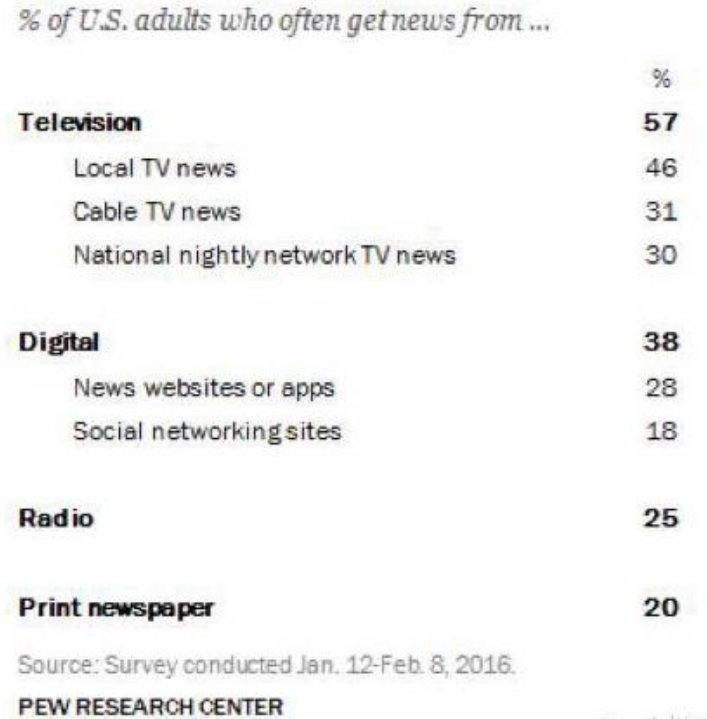 % of U.S. adults who often get news from ...
%
Television 57
Local TV news 46
Cable TV news 31
National nightly network TV news 30
Digital 38
News websites or apps 28
Social networking sites 18
Radio 25
Print newspaper 20
Source: Survey conducted Jan. 12-Feb. 8, 2016.
PEW RESEARCH CENTER